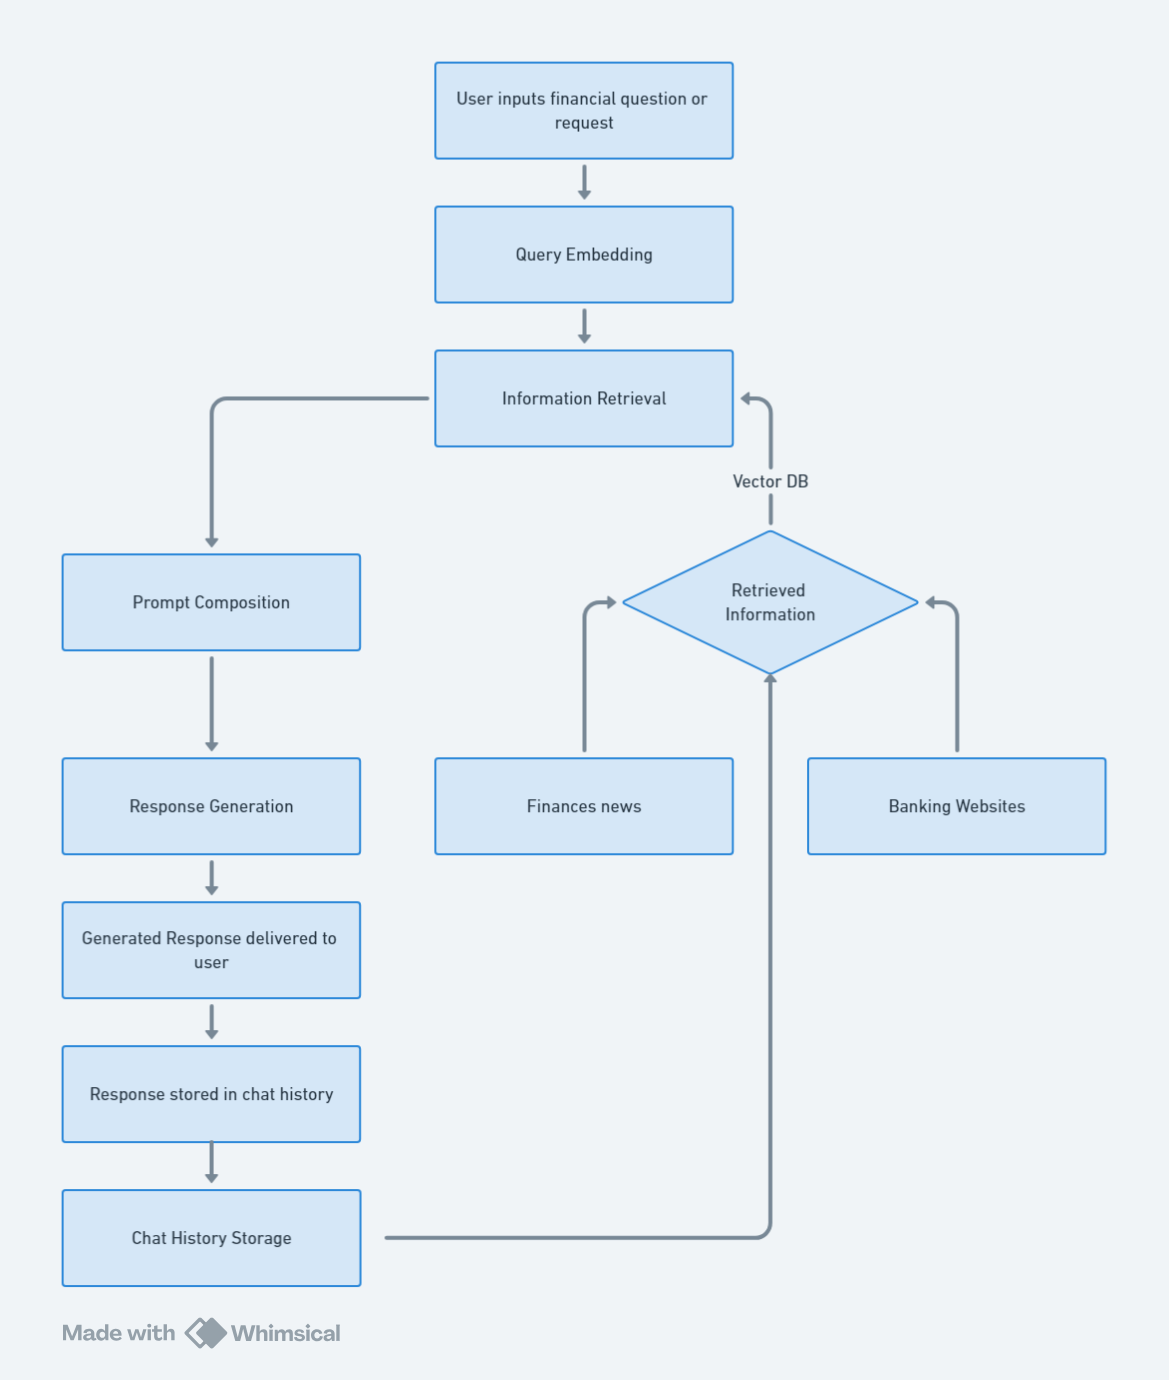 User inputs financial question or
request
Query Embedding
Information Retrieval
Vector DB
Prompt Composition
Retrieved
Information
Response Generation
Finances news
Banking Websites
Generated Response delivered to
user
Response stored in chat history
Chat History Storage
Made with Whimsical